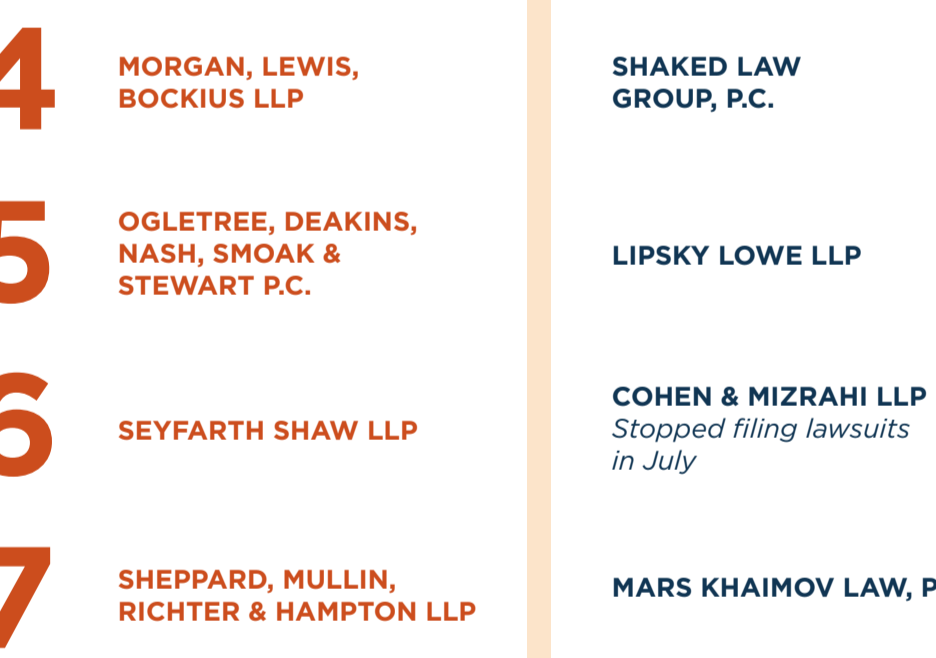 4
MORGAN, LEWIS,
BOCKIUS LLP
SHAKED LAW
GROUP, P.C.
5
OGLETREE, DEAKINS,
NASH, SMOAK &
STEWART P.C.
LIPSKY LOWE LLP
6
SEYFARTH SHAW LLP
COHEN & MIZRAHI LLP
Stopped filing lawsuits
in July
7
SHEPPARD, MULLIN,
RICHTER & HAMPTON LLP
MARS KHAIMOV LAW, P